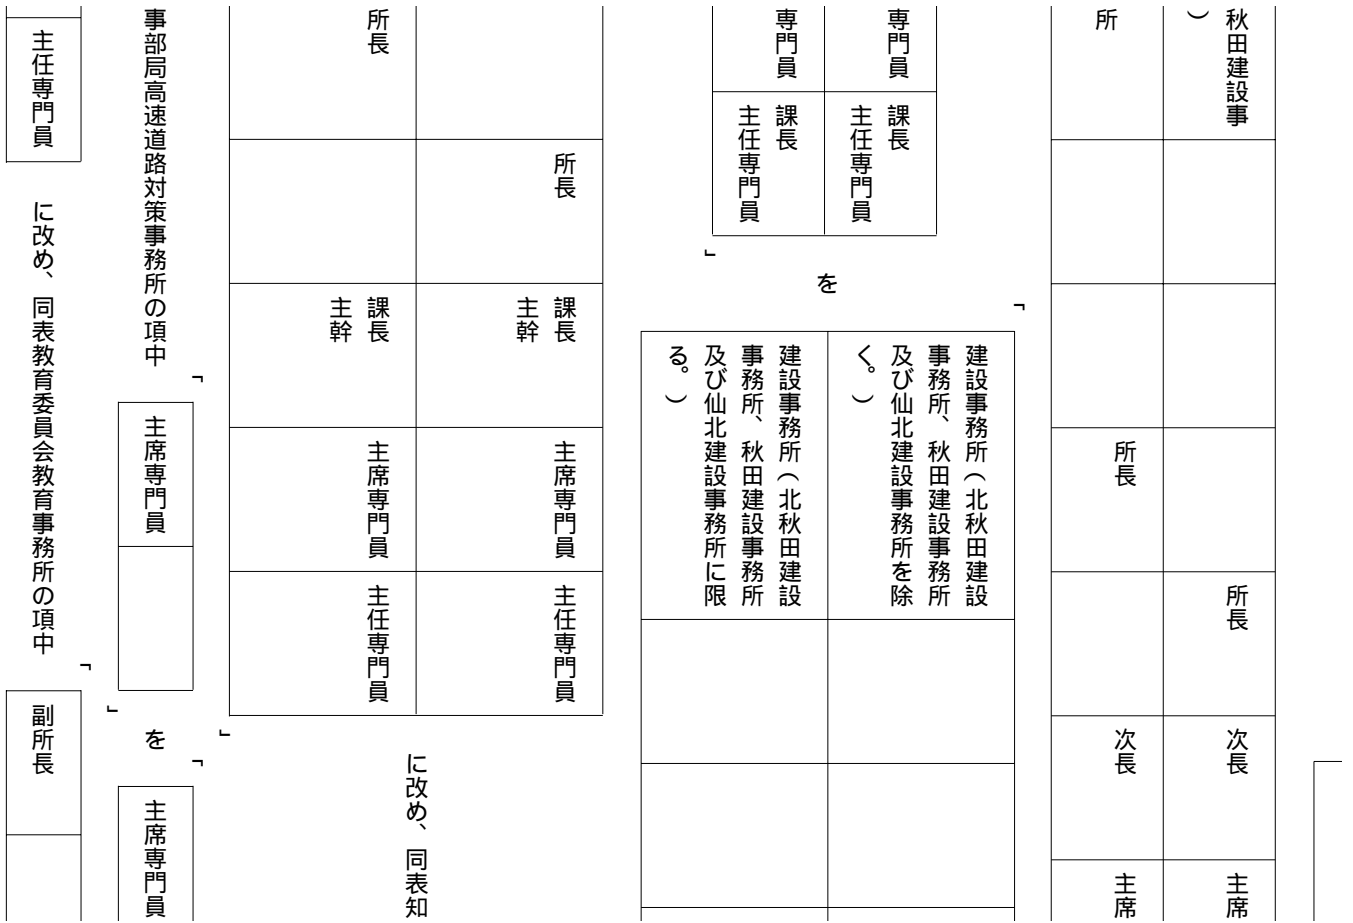 秋田建設事
）
所長
次長
主席
所
所長
次長
主席
専門員
課長
主任専門員
専門員
課長
主任専門員
」
を
「
建設事務所（北秋田建設
事務所、秋田建設事務所
及び仙北建設事務所を除
く。）
建設事務所（北秋田建設
事務所、秋田建設事務所
及び仙北建設事務所に限
る。）
所長
課長
主幹
主席専門員
主任専門員
所長
課長
主幹
主席専門員
主任専門員
」
に改め、同表知
事部局高速道路対策事務所の項中
「
主席専門員
」
を
「
主席専門員
主任専門員
に改め、同表教育委員会教育事務所の項中
「
副所長